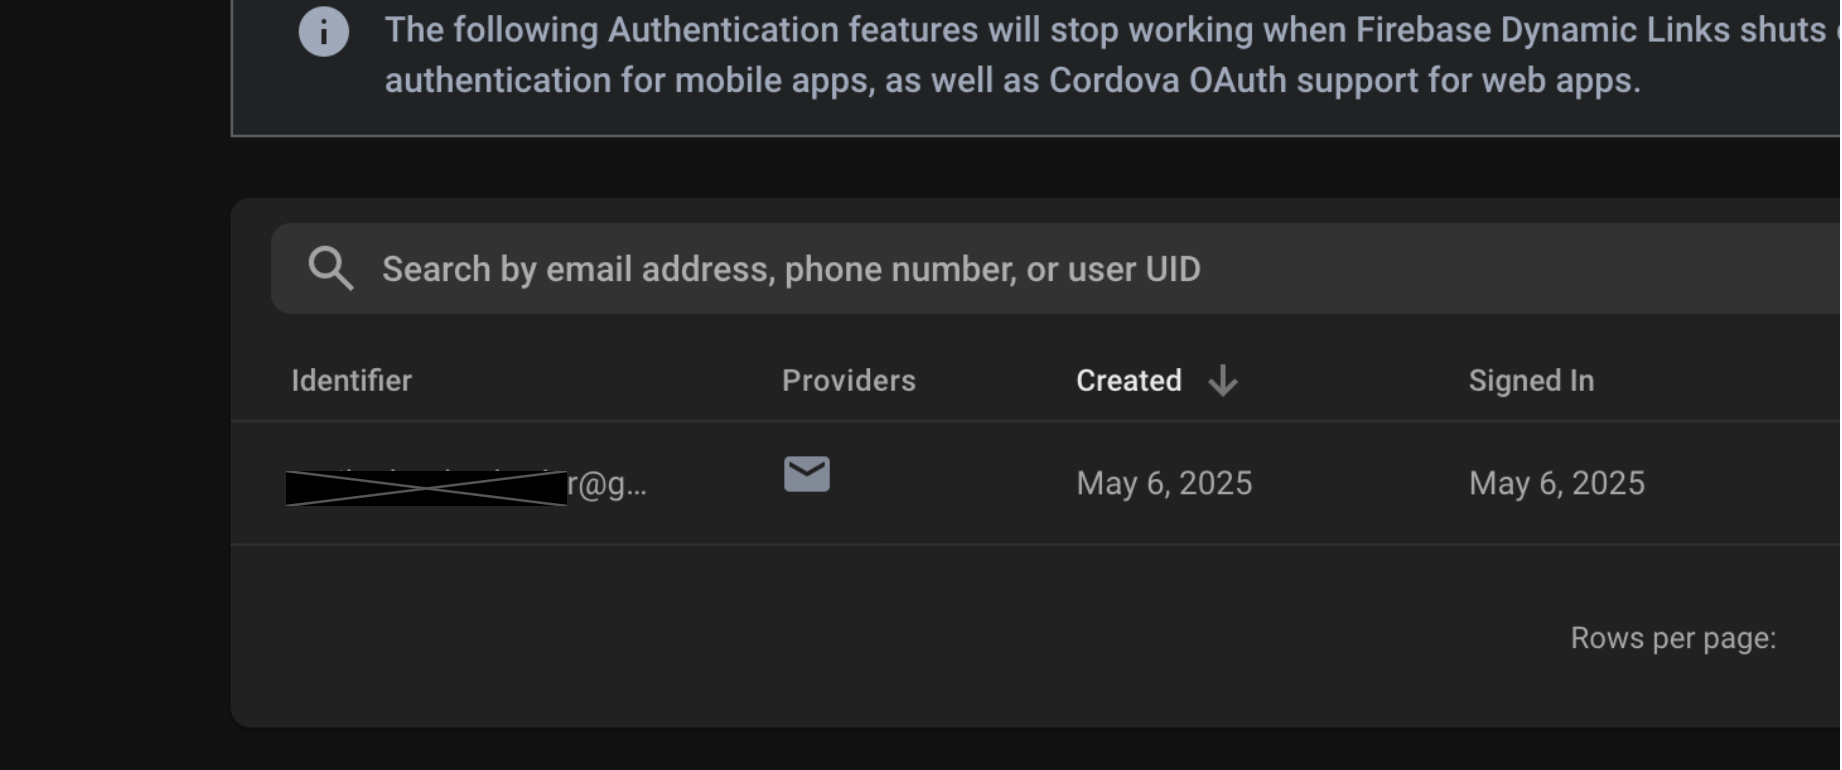 The following Authentication features will stop working when Firebase Dynamic Links shuts
authentication for mobile apps, as well as Cordova OAuth support for web apps.
Search by email address, phone number, or user UID
Identifier Providers Created Signed In
r@g... May 6, 2025 May 6, 2025
Rows per page: